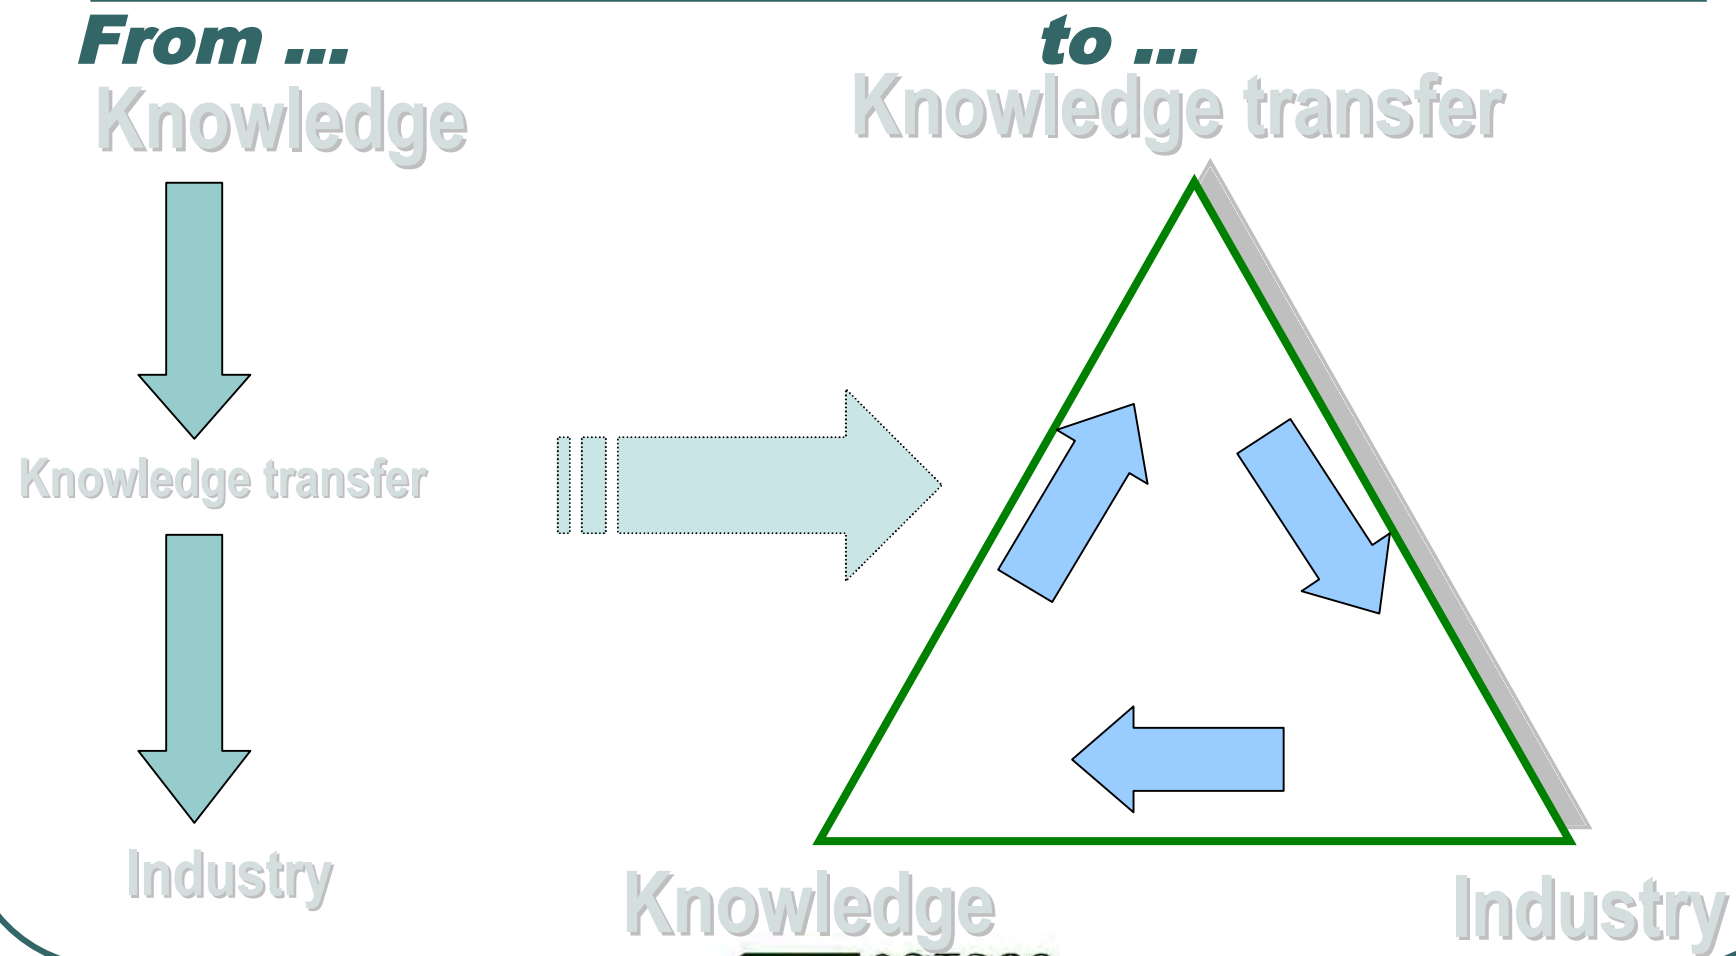 From ...
Knowledge
Knowledge transfer
Industry
to ...
Knowledge transfer
Knowledge
Industry